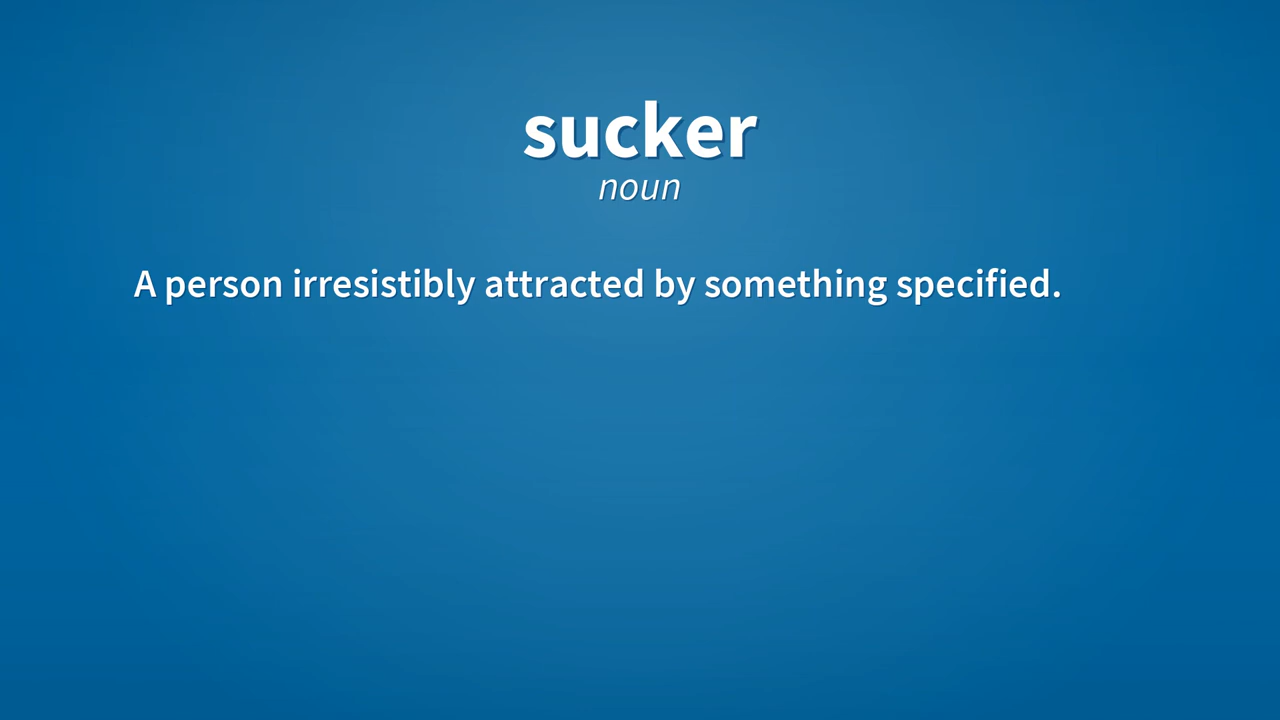 sucker
noun
A person irresistibly attracted by something specified.